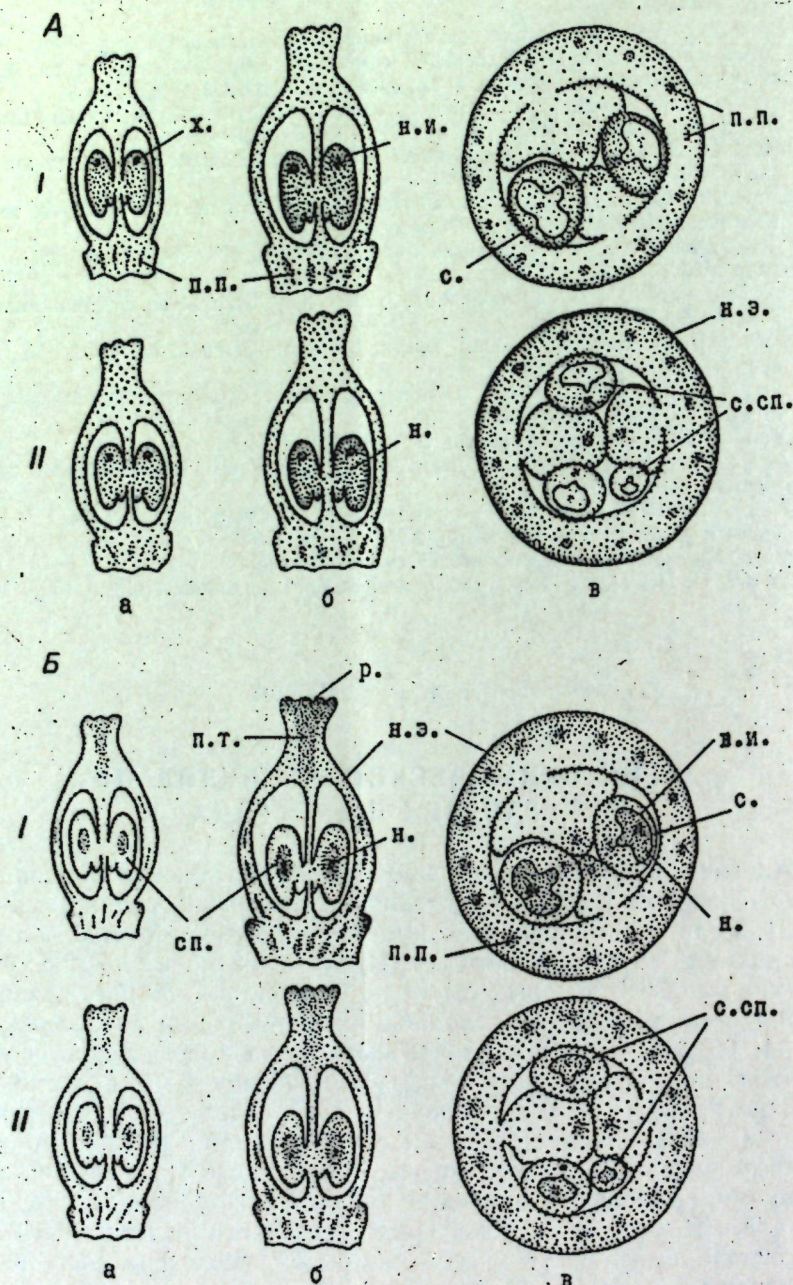 А
х.
н.и.
п.п.
I
п.п.
с.
н.э.
с.сп.
н.
II
а
б
в
Б
р.
п.т.
н.э.
в.и.
с.
I
н.
сп.
п.п.
н.
с.сп.
II
а
б
в